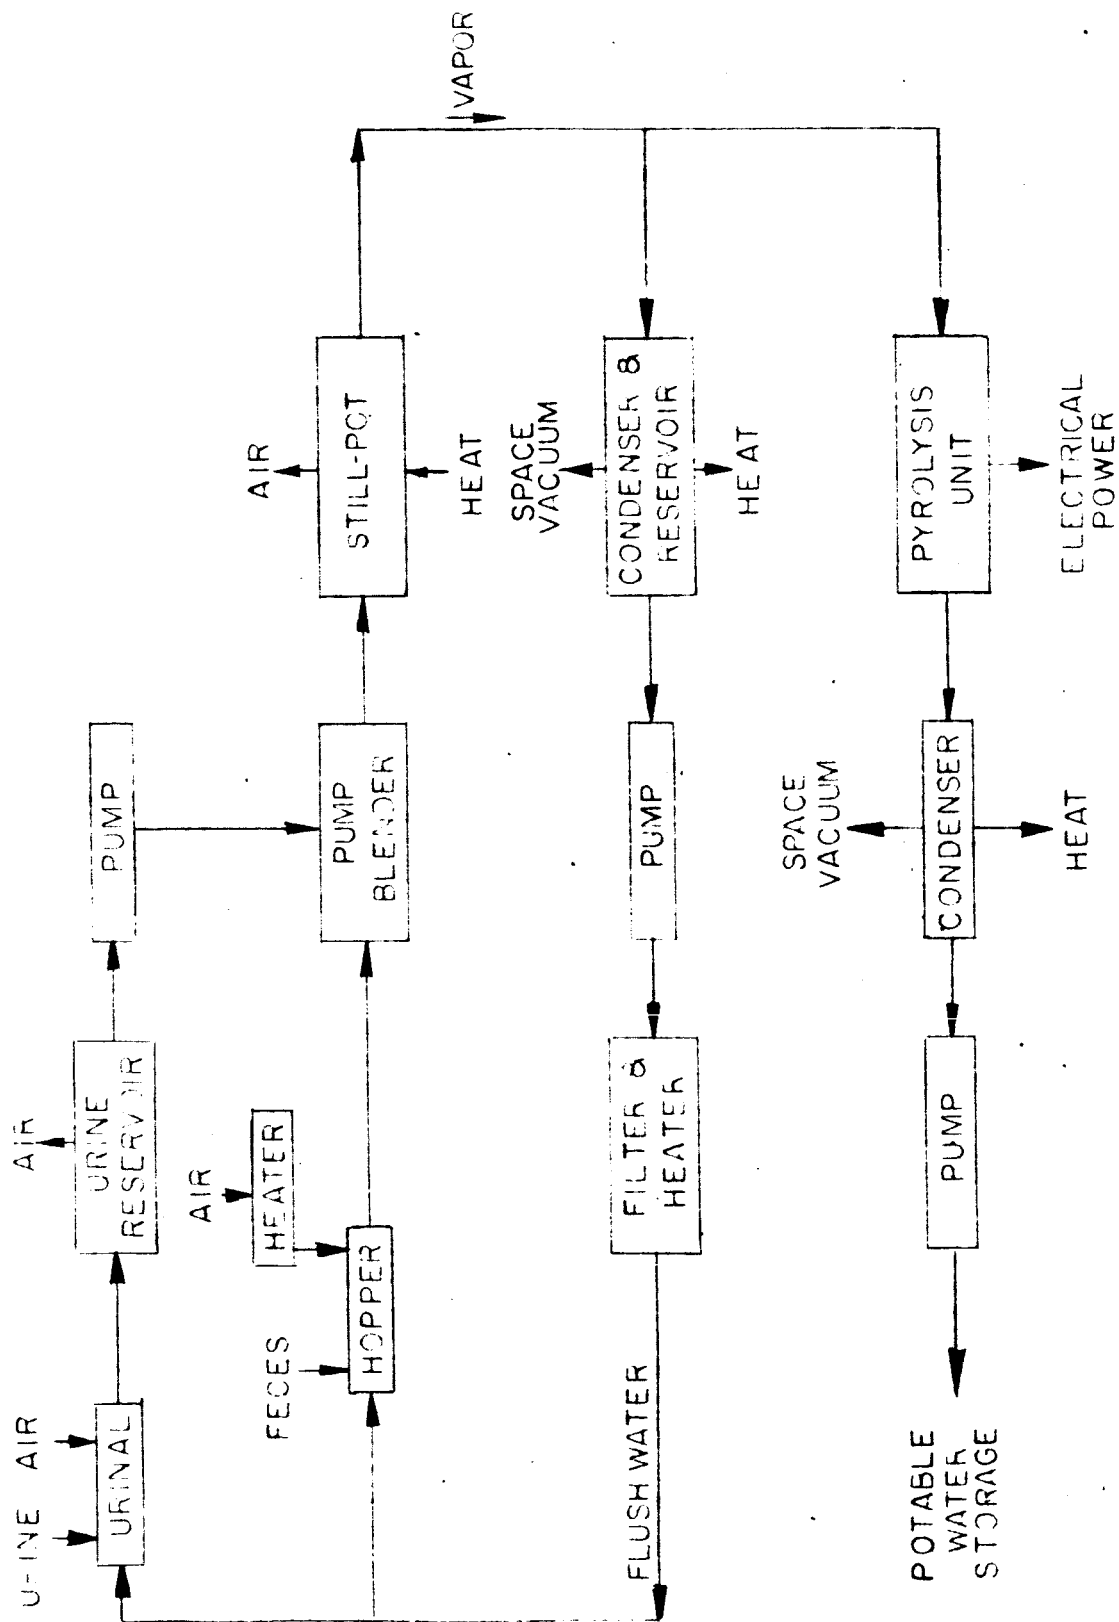 URINE
AIR
URINAL
AIR
URINE
RESERVOIR
PUMP
FECES
AIR
HEATER
HOPPER
PUMP
BLENDER
AIR
STILL-POT
HEAT
VAPOR
FLUSH WATER
FILTER &
HEATER
PUMP
SPACE
VACUUM
CONDENSER &
RESERVOIR
HEAT
POTABLE
WATER
STORAGE
PUMP
SPACE
VACUUM
CONDENSER
HEAT
PYROLYSIS
UNIT
ELECTRICAL
POWER